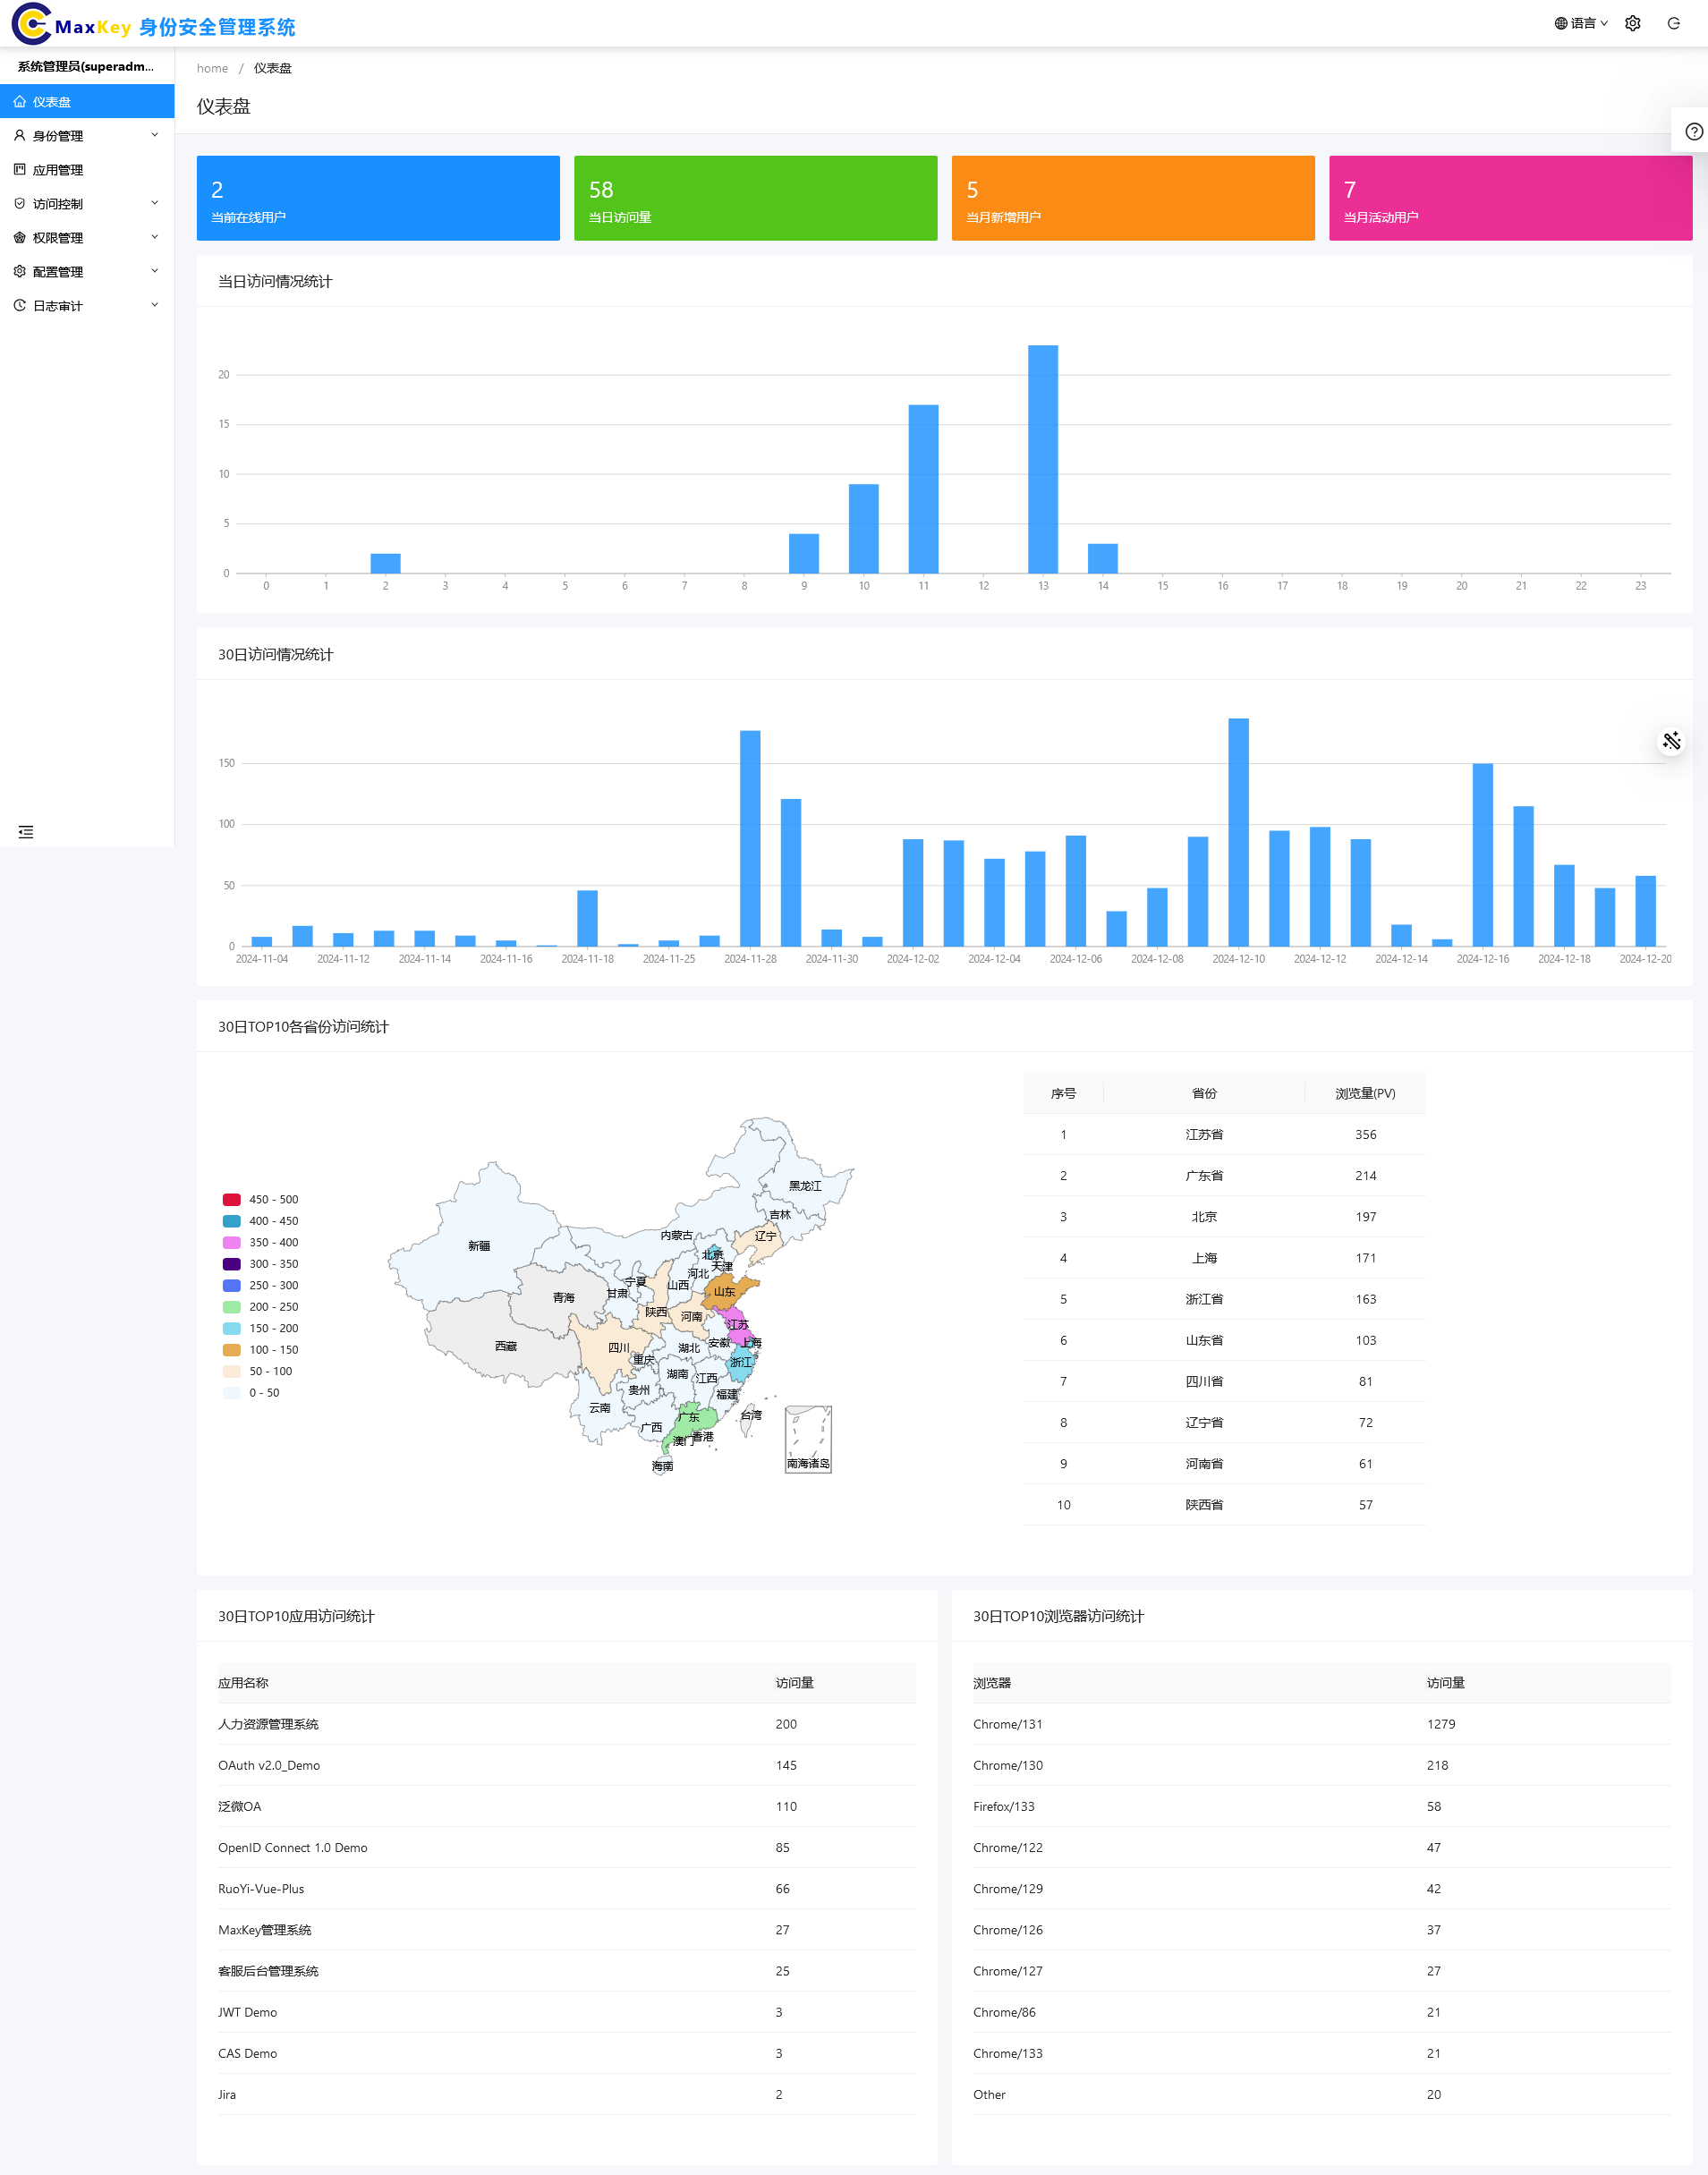 MaxKey 身份安全管理系统
语言
系统管理员(superadm...
仪表盘
身份管理
应用管理
访问控制
权限管理
配置管理
日志审计
home / 仪表盘
仪表盘
2
当前在线用户
58
当日访问量
5
当月新增用户
7
当月活动用户
当日访问情况统计
20
15
10
5
0
0 1 2 3 4 5 6 7 8 9 10 11 12 13 14 15 16 17 18 19 20 21 22 23
30日访问情况统计
150
100
50
0
2024-11-04 2024-11-12 2024-11-14 2024-11-16 2024-11-18 2024-11-25 2024-11-28 2024-11-30 2024-12-02 2024-12-04 2024-12-06 2024-12-08 2024-12-10 2024-12-12 2024-12-14 2024-12-16 2024-12-18 2024-12-20
30日TOP10各省份访问统计
450 - 500
400 - 450
350 - 400
300 - 350
250 - 300
200 - 250
150 - 200
100 - 150
50 - 100
0 - 50
黑龙江
吉林
辽宁
内蒙古
新疆
北京
天津
河北
宁夏
山西
山东
甘肃
青海
陕西
河南
江苏
西藏
四川
湖北
安徽
上海
重庆
浙江
湖南
江西
贵州
福建
云南
广东
台湾
广西
香港
澳门
海南
南海诸岛
序号 省份 浏览量(PV)
1 江苏省 356
2 广东省 214
3 北京 197
4 上海 171
5 浙江省 163
6 山东省 103
7 四川省 81
8 辽宁省 72
9 河南省 61
10 陕西省 57
30日TOP10应用访问统计
应用名称 访问量
人力资源管理系统 200
OAuth v2.0_Demo 145
泛微OA 110
OpenID Connect 1.0 Demo 85
RuoYi-Vue-Plus 66
MaxKey管理系统 27
客服后台管理系统 25
JWT Demo 3
CAS Demo 3
Jira 2
30日TOP10浏览器访问统计
浏览器 访问量
Chrome/131 1279
Chrome/130 218
Firefox/133 58
Chrome/122 47
Chrome/129 42
Chrome/126 37
Chrome/127 27
Chrome/86 21
Chrome/133 21
Other 20